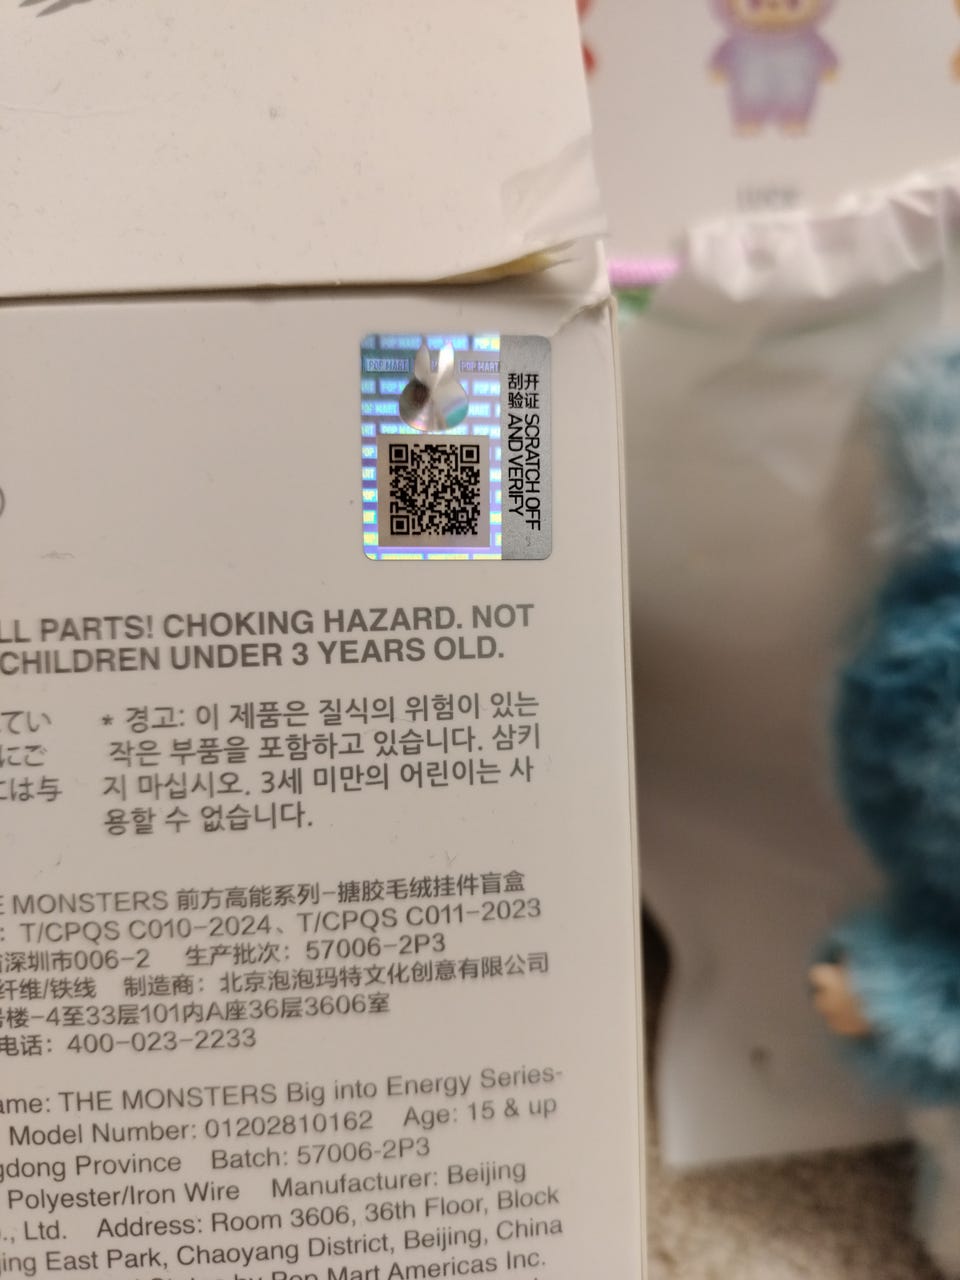 POP MART
刮开
验证 SCRATCH OFF
AND VERIFY
LL PARTS! CHOKING HAZARD. NOT
CHILDREN UNDER 3 YEARS OLD.
てい
にご
には与
* 경고: 이 제품은 질식의 위험이 있는
작은 부품을 포함하고 있습니다. 삼키
지 마십시오. 3세 미만의 어린이는 사
용할 수 없습니다.
E MONSTERS 前方高能系列-搪胶毛绒挂件盲盒
: T/CPQS C010-2024、T/CPQS C011-2023
深圳市006-2 生产批次: 57006-2P3
纤维/铁线 制造商: 北京泡泡玛特文化创意有限公司
号楼-4至33层101内A座36层3606室
电话: 400-023-2233
ame: THE MONSTERS Big into Energy Series-
Model Number: 01202810162 Age: 15 & up
gdong Province Batch: 57006-2P3
Polyester/Iron Wire Manufacturer: Beijing
., Ltd. Address: Room 3606, 36th Floor, Block
jing East Park, Chaoyang District, Beijing, China
by Pop Mart Americas Inc.